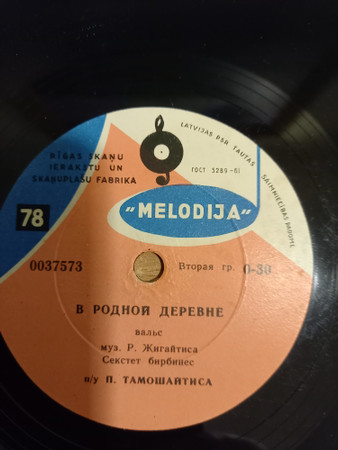 RĪGAS SKAŅU
IERAKSTU UN
SKAŅUPLAŠU FABRIKA
LATVIJAS PSR TAUTAS
SAIMNIECĪBAS PADOME
ГОСТ 5289-61
"MELODIJA"
78
0037573
Вторая гр. 0-30
В РОДНОЙ ДЕРЕВНЕ
вальс
муз. Р. Жигайтиса
Секстет бирбинес
п/у П. ТАМОШАЙТИСА